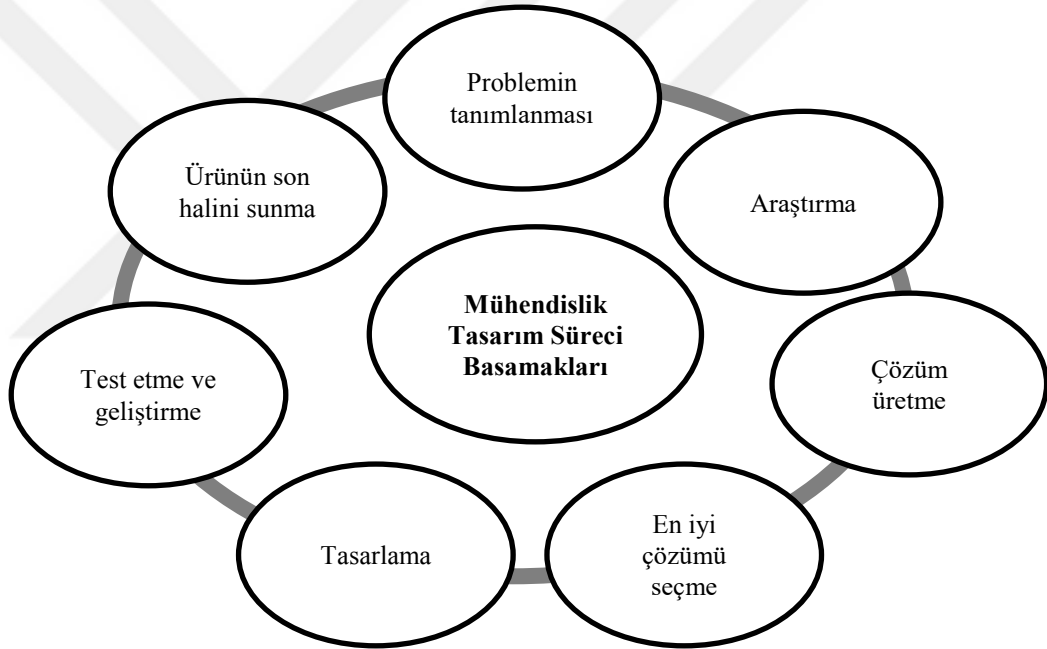 Problemin
tanımlanması
Araştırma
Çözüm
üretme
En iyi
çözümü
seçme
Tasarlama
Test etme ve
geliştirme
Ürünün son
halini sunma
Mühendislik
Tasarım Süreci
Basamakları